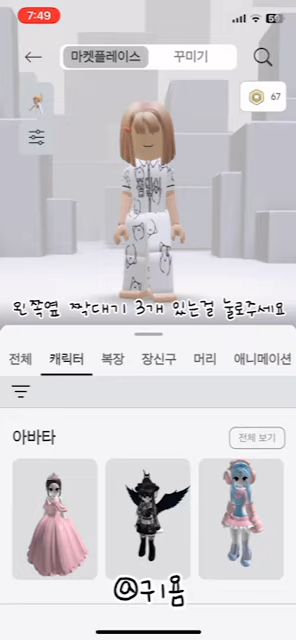 7:49
마켓플레이스 꾸미기
67
왼쪽옆 짝대기 3개 있는걸 눌로주세요
전체 캐릭터 복장 장신구 머리 애니메이션
아바타 전체 보기
@귀욤